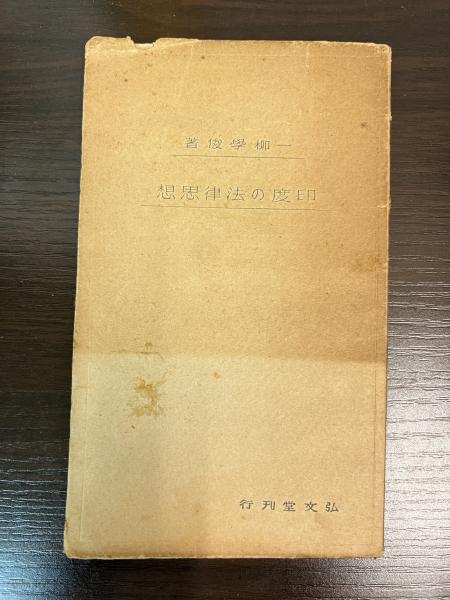 一柳學俊著
印度の法律思想
弘文堂刊行